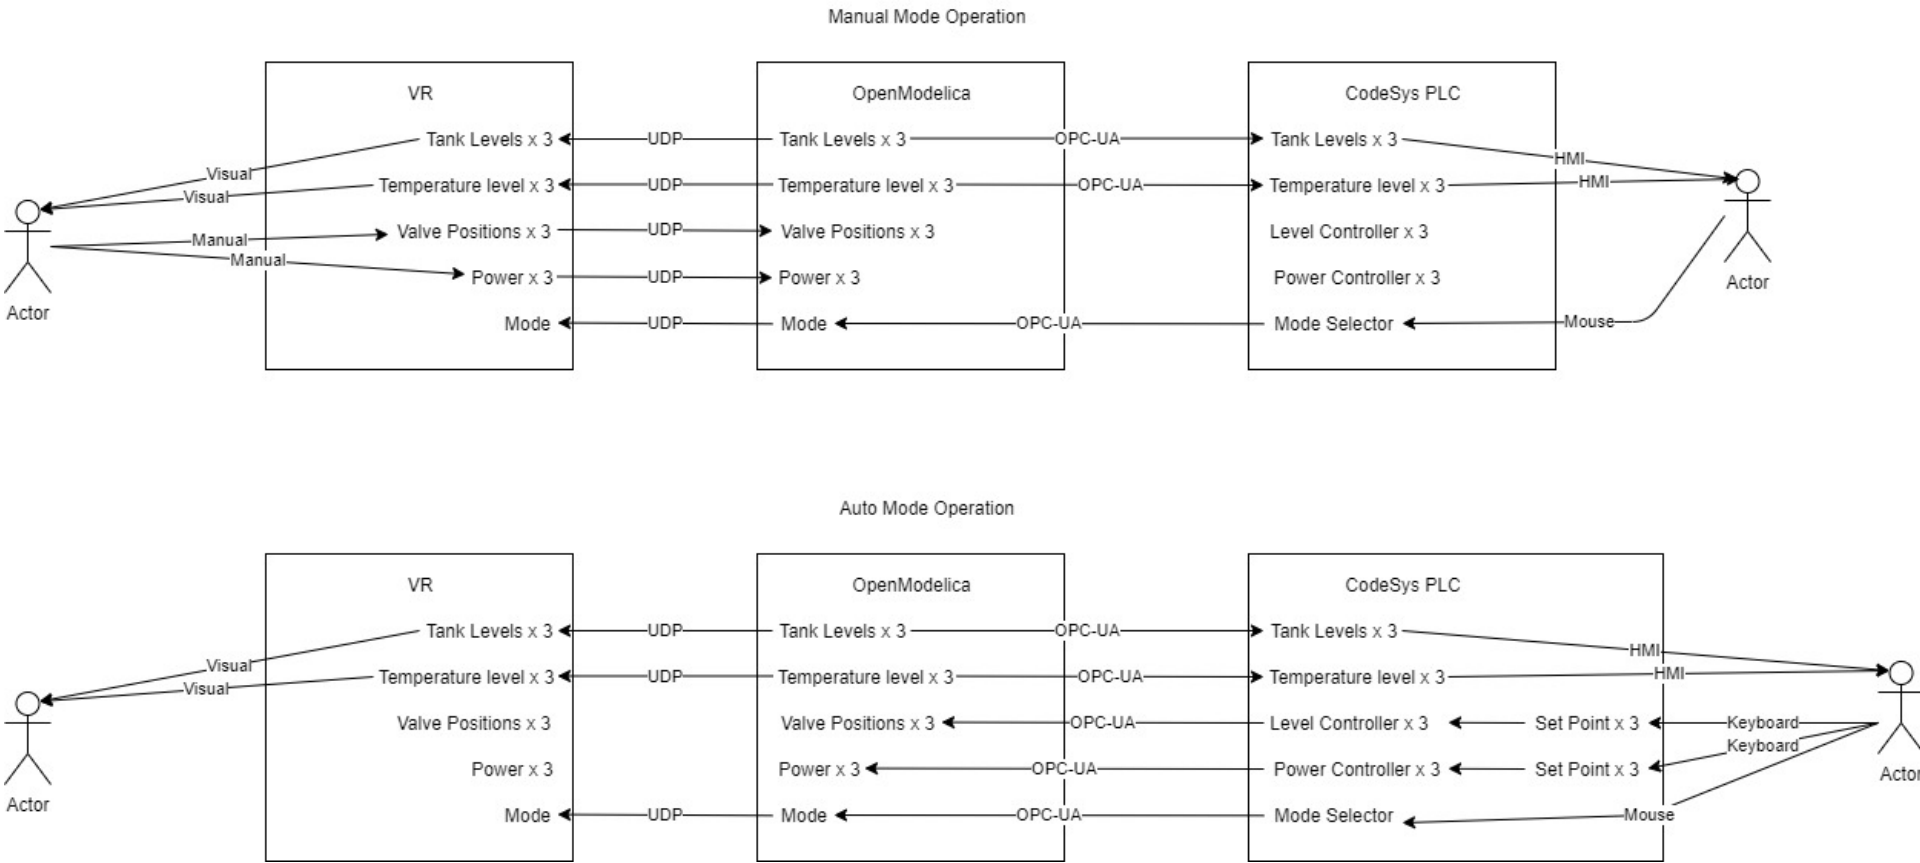 Manual Mode Operation
VR
OpenModelica
CodeSys PLC
Tank Levels x 3
UDP
Tank Levels x 3
OPC-UA
Tank Levels x 3
HMI
Visual
Temperature level x 3
UDP
Temperature level x 3
OPC-UA
Temperature level x 3
HMI
Visual
Manual
Valve Positions x 3
UDP
Valve Positions x 3
Level Controller x 3
Manual
Power x 3
UDP
Power x 3
Power Controller x 3
Actor
Actor
Mode
UDP
Mode
OPC-UA
Mode Selector
Mouse
Auto Mode Operation
VR
OpenModelica
CodeSys PLC
Tank Levels x 3
UDP
Tank Levels x 3
OPC-UA
Tank Levels x 3
HMI
Visual
Temperature level x 3
UDP
Temperature level x 3
OPC-UA
Temperature level x 3
HMI
Visual
Valve Positions x 3
Valve Positions x 3
OPC-UA
Level Controller x 3
Set Point x 3
Keyboard
Keyboard
Power x 3
Power x 3
OPC-UA
Power Controller x 3
Set Point x 3
Actor
Actor
Mode
UDP
Mode
OPC-UA
Mode Selector
Mouse